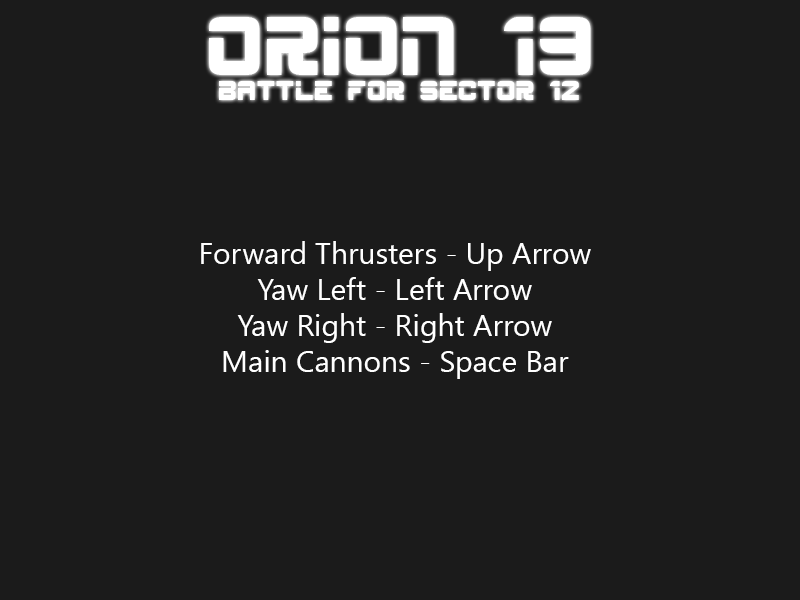 ORION 13
BATTLE FOR SECTOR 12
Forward Thrusters - Up Arrow
Yaw Left - Left Arrow
Yaw Right - Right Arrow
Main Cannons - Space Bar